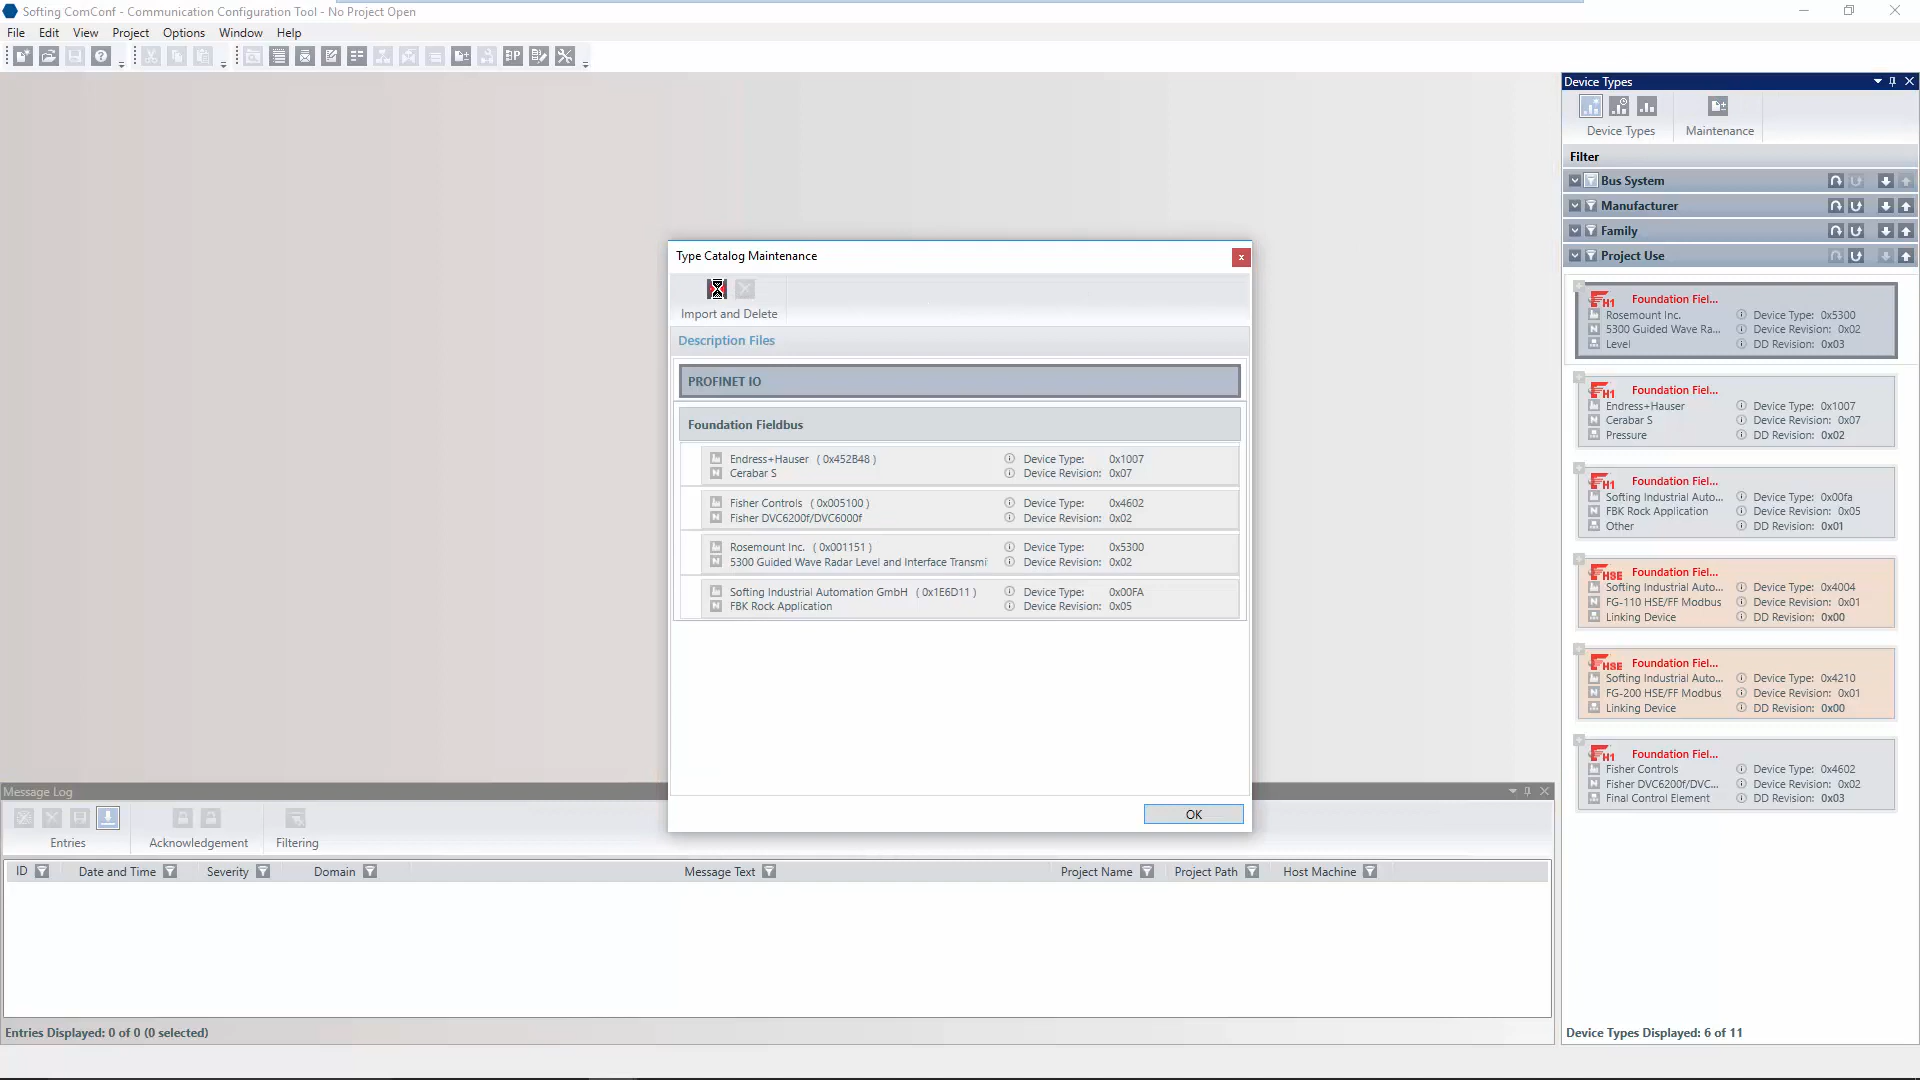 Softing ComConf - Communication Configuration Tool - No Project Open
File Edit View Project Options Window Help
Device Types
Device Types Maintenance
Filter
Bus System
Manufacturer
Family
Project Use
H1 Foundation Fiel...
Rosemount Inc. Device Type: 0x5300
5300 Guided Wave Ra... Device Revision: 0x02
Level DD Revision: 0x03
H1 Foundation Fiel...
Endress+Hauser Device Type: 0x1007
Cerabar S Device Revision: 0x07
Pressure DD Revision: 0x02
H1 Foundation Fiel...
Softing Industrial Auto... Device Type: 0x00fa
FBK Rock Application Device Revision: 0x05
Other DD Revision: 0x01
HSE Foundation Fiel...
Softing Industrial Auto... Device Type: 0x4004
FG-110 HSE/FF Modbus Device Revision: 0x01
Linking Device DD Revision: 0x00
HSE Foundation Fiel...
Softing Industrial Auto... Device Type: 0x4210
FG-200 HSE/FF Modbus Device Revision: 0x01
Linking Device DD Revision: 0x00
H1 Foundation Fiel...
Fisher Controls Device Type: 0x4602
Fisher DVC6200f/DVC... Device Revision: 0x02
Final Control Element DD Revision: 0x03
Device Types Displayed: 6 of 11
Type Catalog Maintenance
Import and Delete
Description Files
PROFINET IO
Foundation Fieldbus
Endress+Hauser ( 0x452B48 ) Device Type: 0x1007
Cerabar S Device Revision: 0x07
Fisher Controls ( 0x005100 ) Device Type: 0x4602
Fisher DVC6200f/DVC6000f Device Revision: 0x02
Rosemount Inc. ( 0x001151 ) Device Type: 0x5300
5300 Guided Wave Radar Level and Interface Transmi Device Revision: 0x02
Softing Industrial Automation GmbH ( 0x1E6D11 ) Device Type: 0x00FA
FBK Rock Application Device Revision: 0x05
OK
Message Log
Entries Acknowledgement Filtering
ID Date and Time Severity Domain Message Text Project Name Project Path Host Machine
Entries Displayed: 0 of 0 (0 selected)